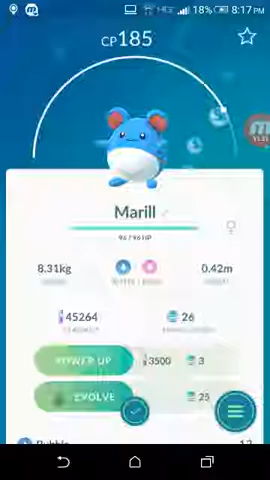 18% 8:17 PM
CP185
Marill
96 / 96 HP
8.31kg 0.42m
45264 26
POWER UP 3500 3
EVOLVE 25
Bubble 12